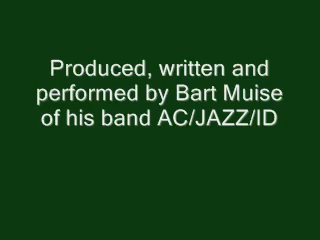 Produced, written and
performed by Bart Muise
of his band AC/JAZZ/ID